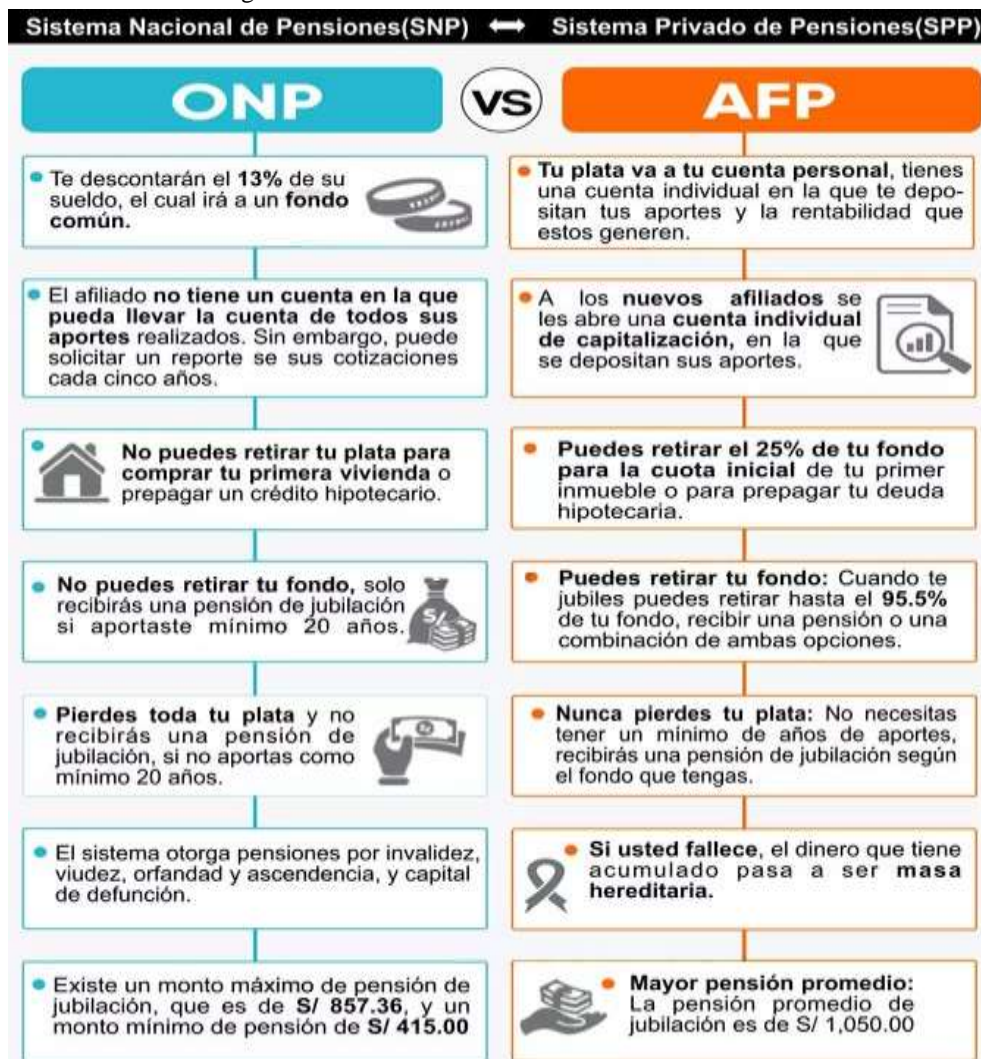 Sistema Nacional de Pensiones(SNP) ↔ Sistema Privado de Pensiones(SPP)
ONP VS AFP
Te descontarán el 13% de su
sueldo, el cual irá a un fondo
común.
Tu plata va a tu cuenta personal, tienes
una cuenta individual en la que te depo-
sitan tus aportes y la rentabilidad que
estos generen.
El afiliado no tiene un cuenta en la que
pueda llevar la cuenta de todos sus
aportes realizados. Sin embargo, puede
solicitar un reporte se sus cotizaciones
cada cinco años.
A los nuevos afiliados se
les abre una cuenta individual
de capitalización, en la que
se depositan sus aportes.
No puedes retirar tu plata para
comprar tu primera vivienda o
prepagar un crédito hipotecario.
Puedes retirar el 25% de tu fondo
para la cuota inicial de tu primer
inmueble o para prepagar tu deuda
hipotecaria.
No puedes retirar tu fondo, solo
recibirás una pensión de jubilación
si aportaste mínimo 20 años.
S/
Puedes retirar tu fondo: Cuando te
jubiles puedes retirar hasta el 95.5%
de tu fondo, recibir una pensión o una
combinación de ambas opciones.
Pierdes toda tu plata y no
recibirás una pensión de
jubilación, si no aportas como
mínimo 20 años.
Nunca pierdes tu plata: No necesitas
tener un mínimo de años de aportes,
recibirás una pensión de jubilación según
el fondo que tengas.
El sistema otorga pensiones por invalidez,
viudez, orfandad y ascendencia, y capital
de defunción.
Si usted fallece, el dinero que tiene
acumulado pasa a ser masa
hereditaria.
Existe un monto máximo de pensión de
jubilación, que es de S/ 857.36, y un
monto mínimo de pensión de S/ 415.00
Mayor pensión promedio:
La pensión promedio de
jubilación es de S/ 1,050.00